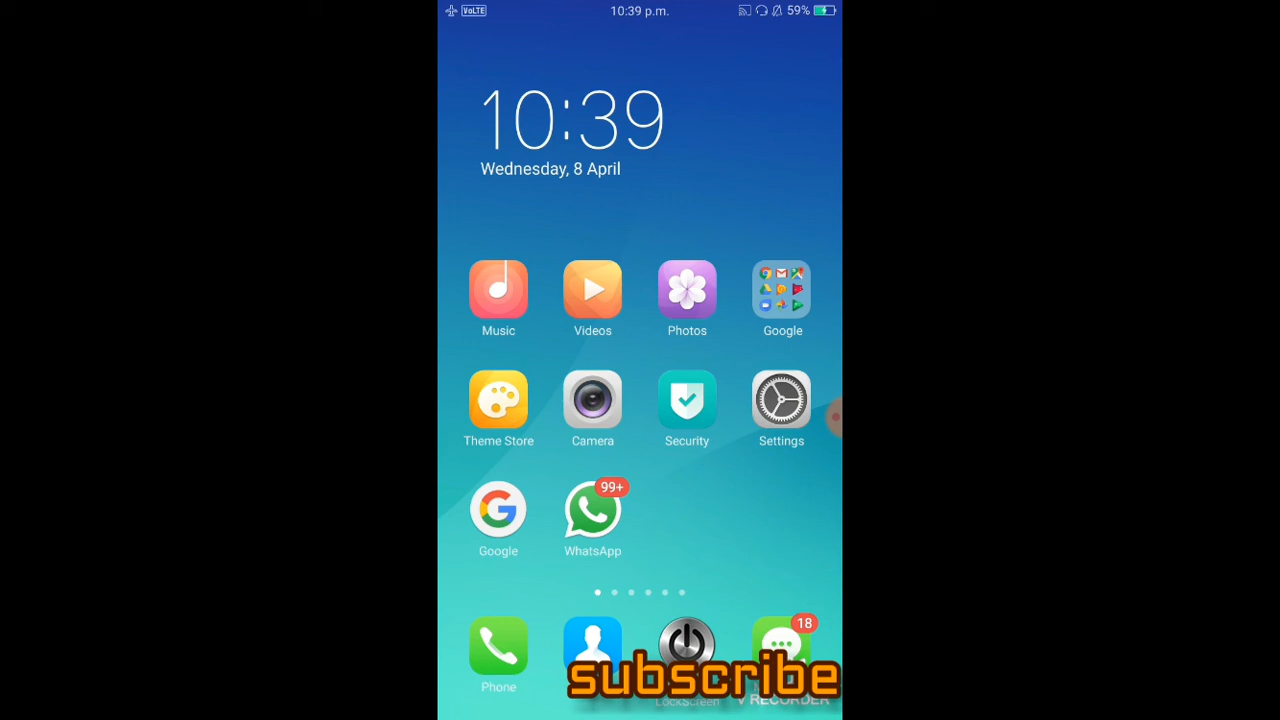 VoLTE 10:39 p.m. 59%
10:39
Wednesday, 8 April
Music Videos Photos Google
Theme Store Camera Security Settings
99+
Google WhatsApp
18
subscribe
Phone LockScreen V RECORDER